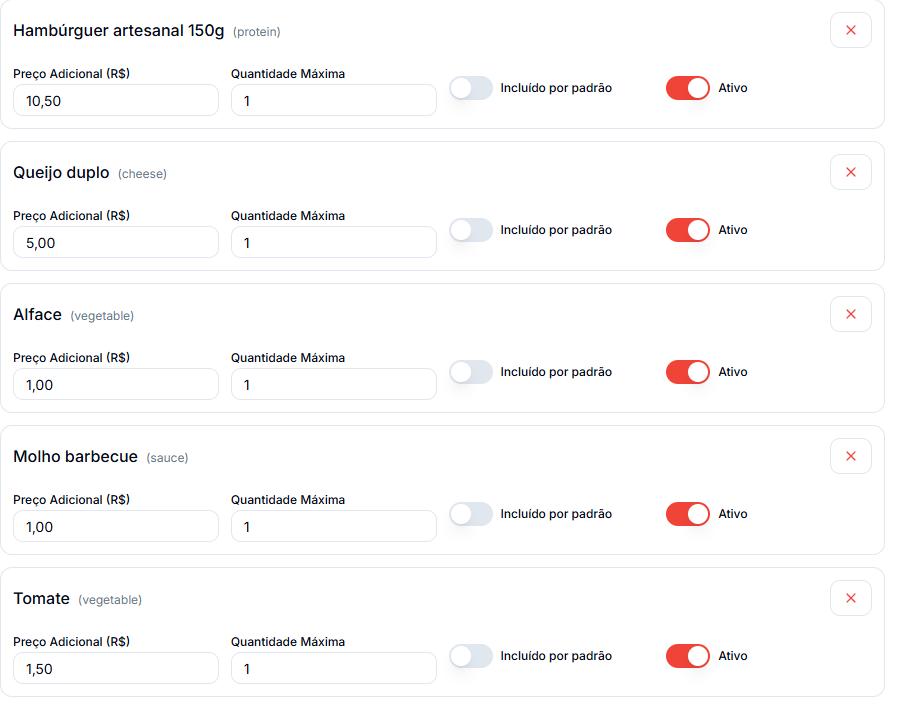 Hambúrguer artesanal 150g (protein)
Preço Adicional (R$) Quantidade Máxima
10,50 1 Incluído por padrão Ativo
Queijo duplo (cheese)
Preço Adicional (R$) Quantidade Máxima
5,00 1 Incluído por padrão Ativo
Alface (vegetable)
Preço Adicional (R$) Quantidade Máxima
1,00 1 Incluído por padrão Ativo
Molho barbecue (sauce)
Preço Adicional (R$) Quantidade Máxima
1,00 1 Incluído por padrão Ativo
Tomate (vegetable)
Preço Adicional (R$) Quantidade Máxima
1,50 1 Incluído por padrão Ativo